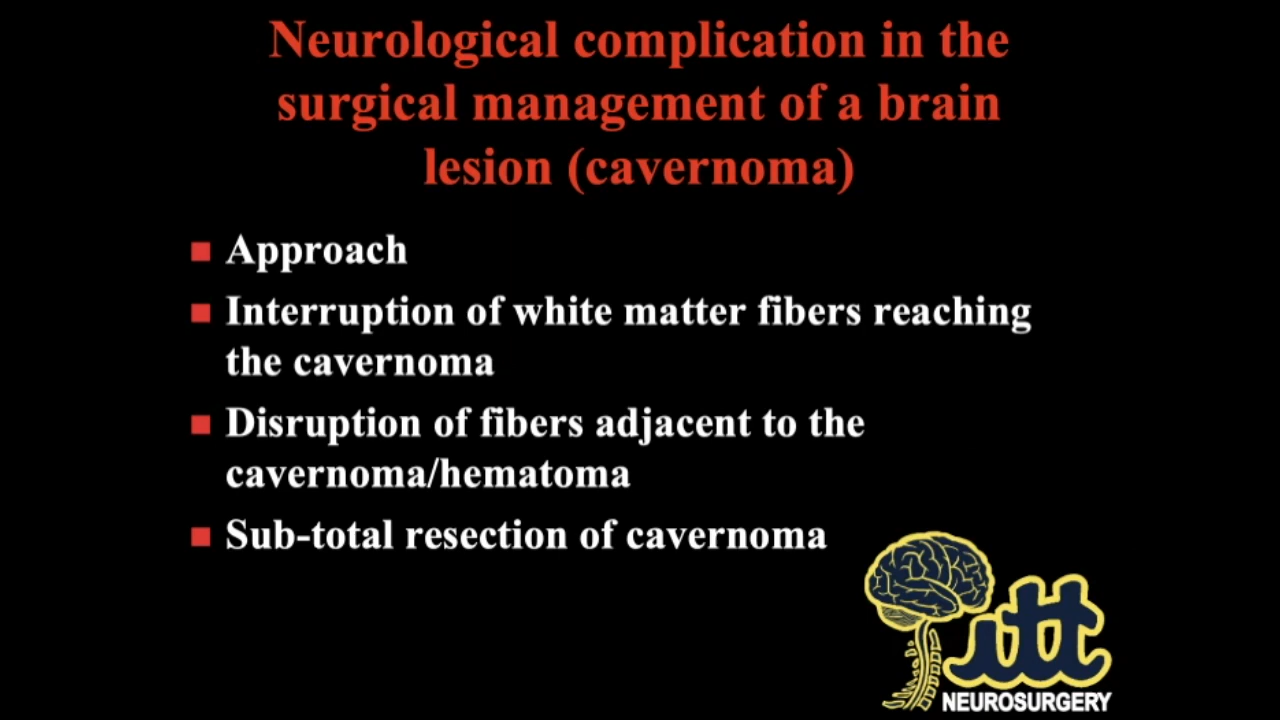 Neurological complication in the
surgical management of a brain
lesion (cavernoma)
Approach
Interruption of white matter fibers reaching
the cavernoma
Disruption of fibers adjacent to the
cavernoma/hematoma
Sub-total resection of cavernoma
Pitt
NEUROSURGERY